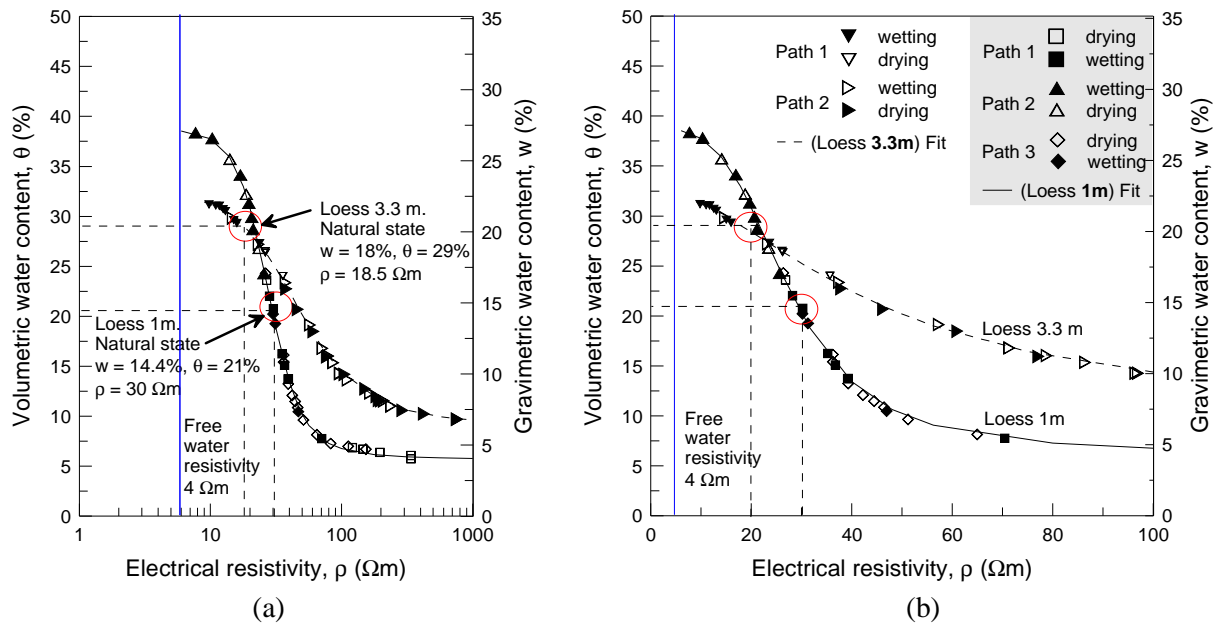 50
45
40
35
30
25
20
15
10
5
0
Volumetric water content, θ (%)
35
30
25
20
15
10
5
0
Gravimetric water content, w (%)
Loess 3.3 m.
Natural state
w = 18%, θ = 29%
ρ = 18.5 Ωm
Loess 1m.
Natural state
w = 14.4%, θ = 21%
ρ = 30 Ωm
Free
water
resistivity
4 Ωm
1 10 100 1000
Electrical resistivity, ρ (Ωm)
(a)
50
45
40
35
30
25
20
15
10
5
0
Volumetric water content, θ (%)
35
30
25
20
15
10
5
0
Gravimetric water content, w (%)
Path 1
wetting
drying
Path 2
wetting
drying
(Loess 3.3m) Fit
Path 1
drying
wetting
Path 2
wetting
drying
Path 3
drying
wetting
(Loess 1m) Fit
Loess 3.3 m
Loess 1m
Free
water
resistivity
4 Ωm
0 20 40 60 80 100
Electrical resistivity, ρ (Ωm)
(b)